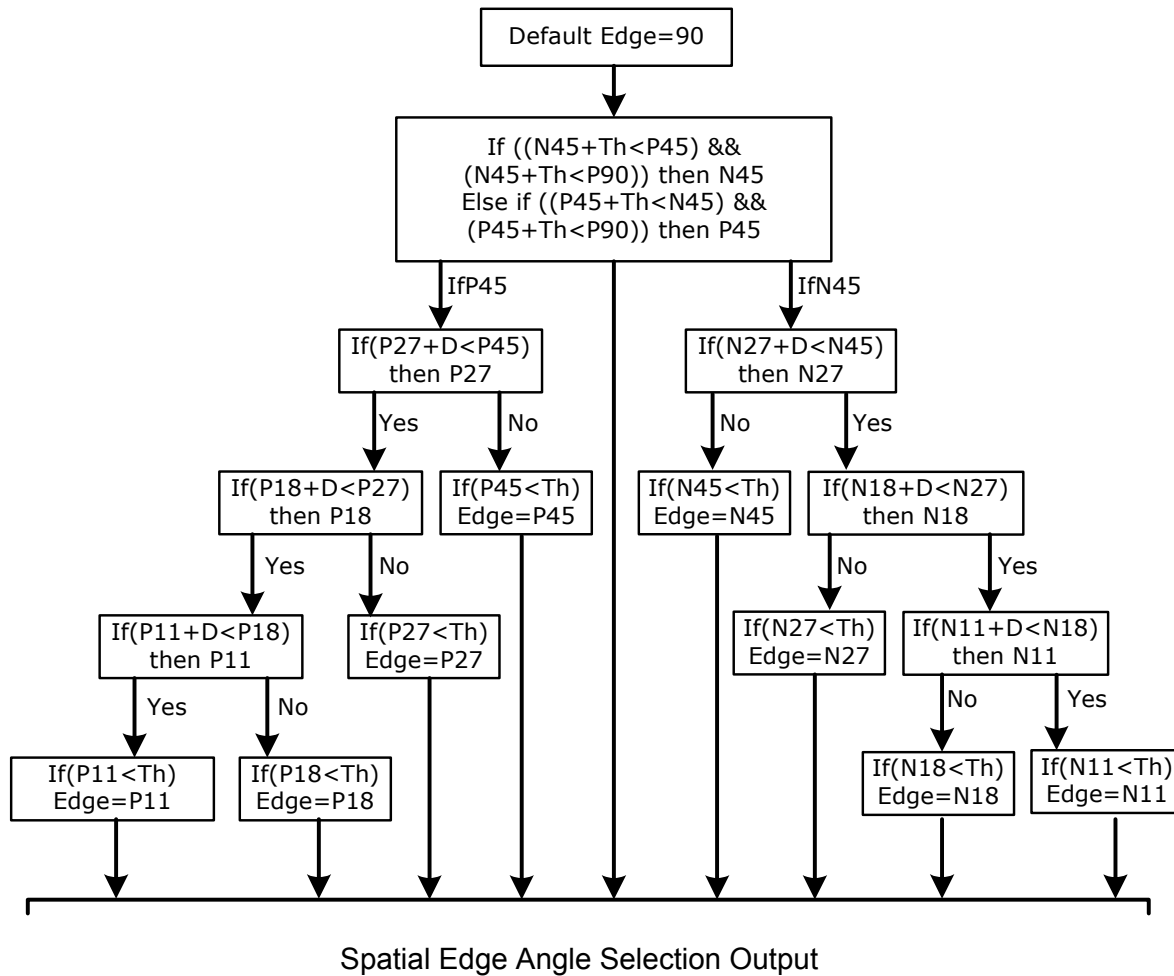 Default Edge=90
If ((N45+Th<P45) &&
(N45+Th<P90)) then N45
Else if ((P45+Th<N45) &&
(P45+Th<P90)) then P45
IfP45
IfN45
If(P27+D<P45)
then P27
If(N27+D<N45)
then N27
Yes
No
No
Yes
If(P18+D<P27)
then P18
If(P45<Th)
Edge=P45
If(N45<Th)
Edge=N45
If(N18+D<N27)
then N18
Yes
No
No
Yes
If(P11+D<P18)
then P11
If(P27<Th)
Edge=P27
If(N27<Th)
Edge=N27
If(N11+D<N18)
then N11
Yes
No
No
Yes
If(P11<Th)
Edge=P11
If(P18<Th)
Edge=P18
If(N18<Th)
Edge=N18
If(N11<Th)
Edge=N11
Spatial Edge Angle Selection Output